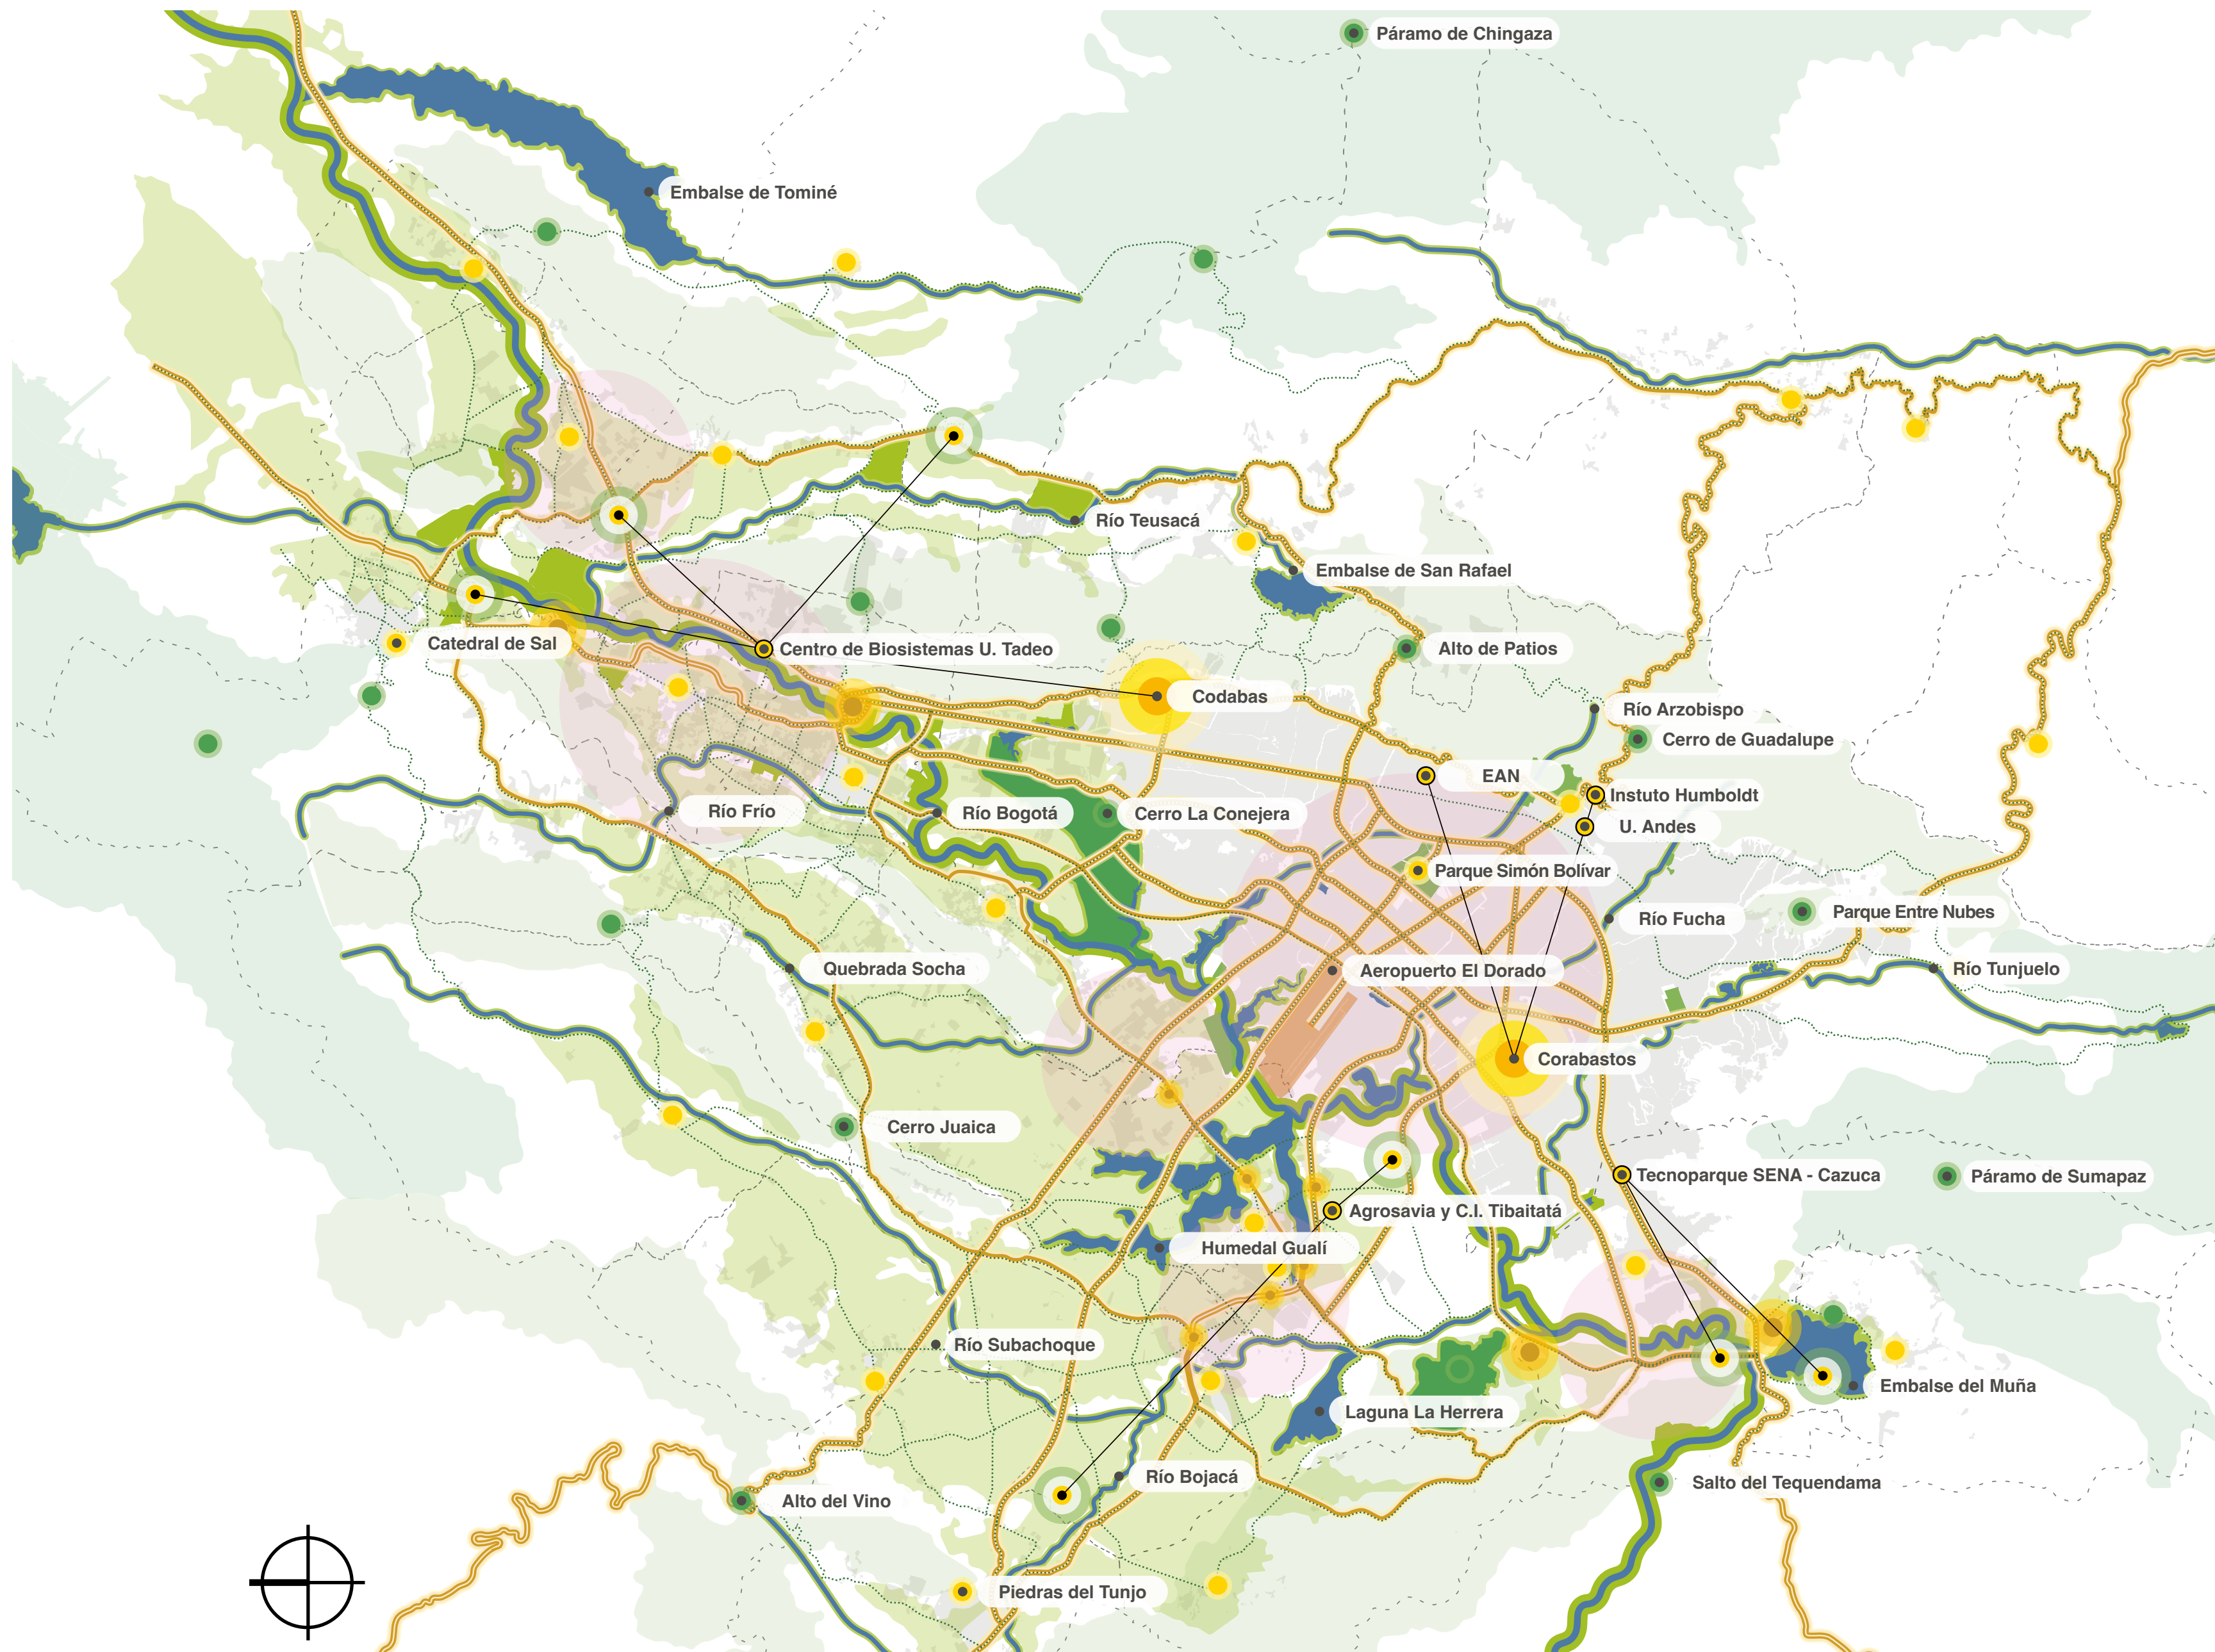 Páramo de Chingaza
Embalse de Tominé
Río Teusacá
Embalse de San Rafael
Catedral de Sal
Centro de Biosistemas U. Tadeo
Alto de Patios
Codabas
Río Arzobispo
Cerro de Guadalupe
EAN
Instuto Humboldt
Río Frío
Río Bogotá
Cerro La Conejera
U. Andes
Parque Simón Bolívar
Río Fucha
Parque Entre Nubes
Quebrada Socha
Aeropuerto El Dorado
Río Tunjuelo
Corabastos
Cerro Juaica
Tecnoparque SENA - Cazuca
Páramo de Sumapaz
Agrosavia y C.I. Tibaitatá
Humedal Gualí
Río Subachoque
Embalse del Muña
Laguna La Herrera
Río Bojacá
Salto del Tequendama
Alto del Vino
Piedras del Tunjo